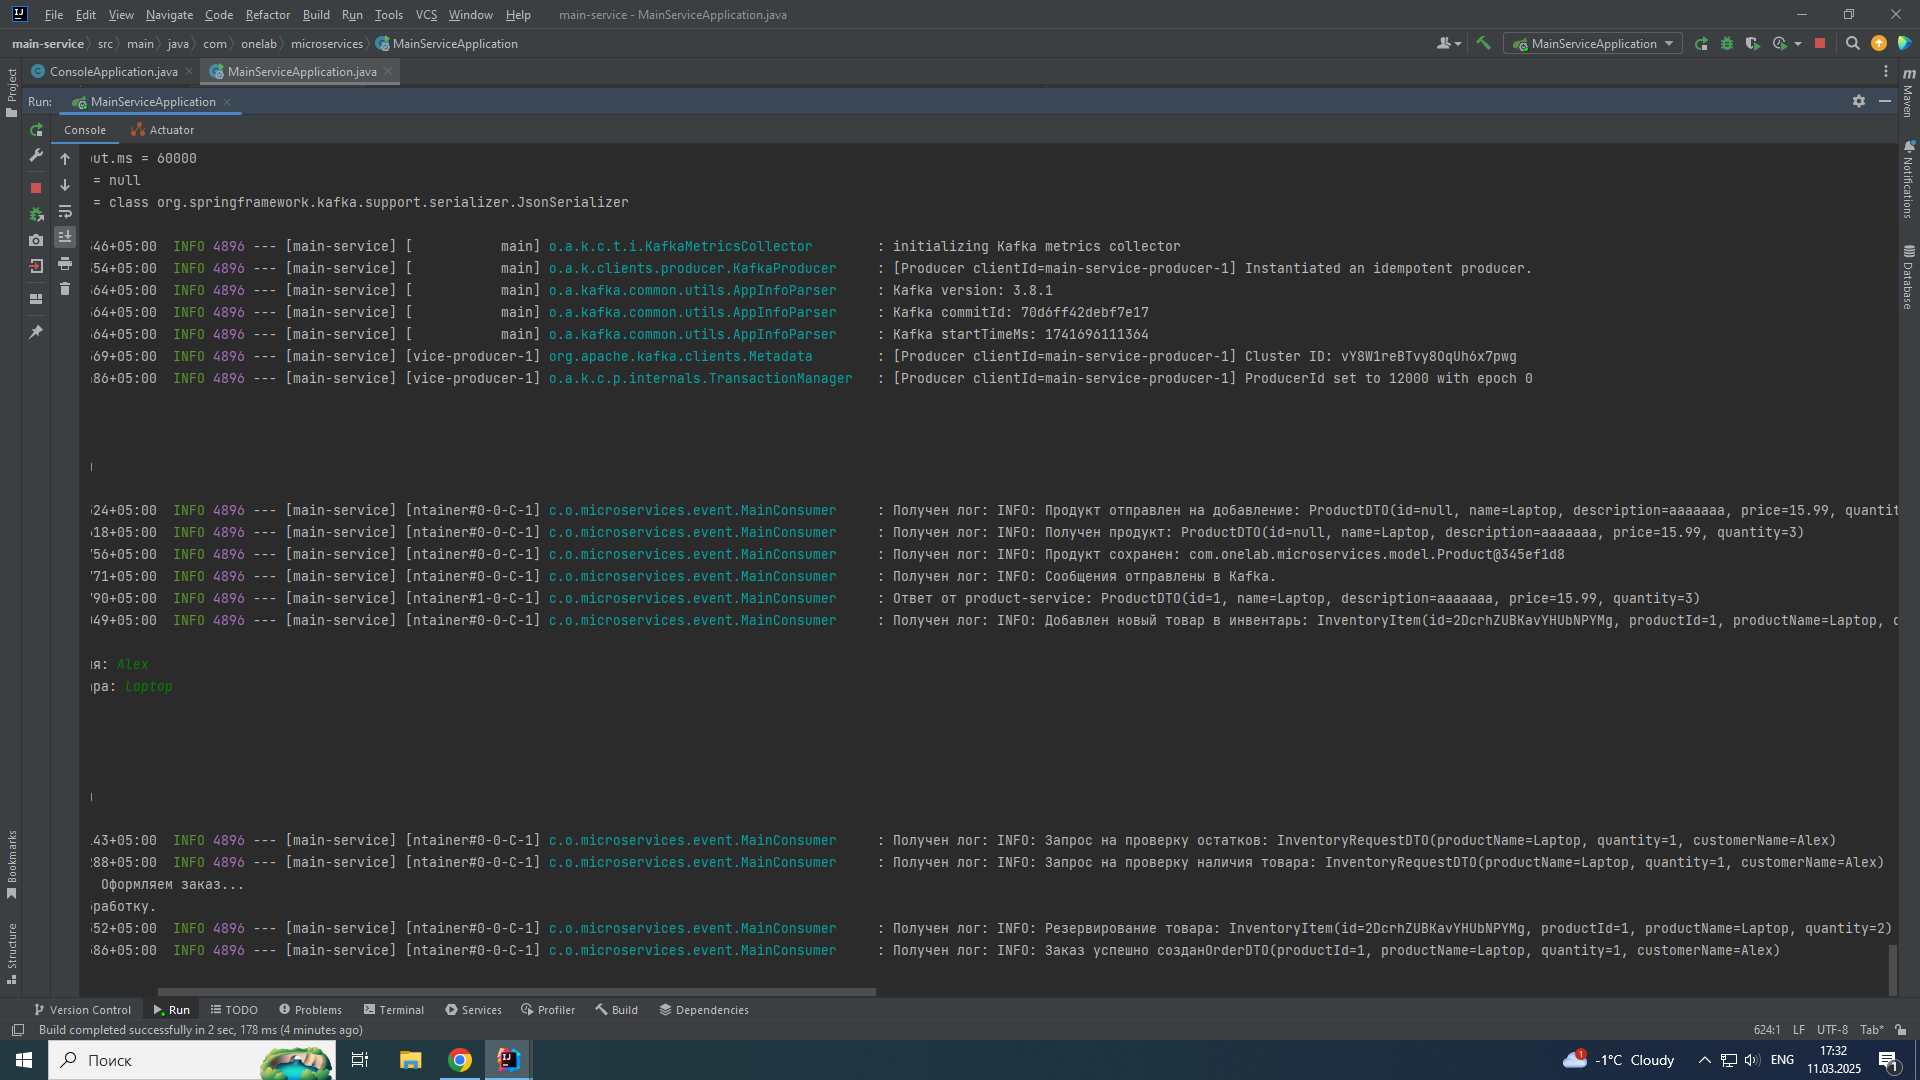 File Edit View Navigate Code Refactor Build Run Tools VCS Window Help main-service - MainServiceApplication.java
main-service src main java com onelab microservices MainServiceApplication
MainServiceApplication
ConsoleApplication.java MainServiceApplication.java
Run: MainServiceApplication
Console Actuator
Project
Maven
Notifications
Database
Bookmarks
Structure
out.ms = 60000
= null
= class org.springframework.kafka.support.serializer.JsonSerializer
46+05:00 INFO 4896 --- [main-service] [ main] o.a.k.c.t.i.KafkaMetricsCollector : initializing Kafka metrics collector
54+05:00 INFO 4896 --- [main-service] [ main] o.a.k.clients.producer.KafkaProducer : [Producer clientId=main-service-producer-1] Instantiated an idempotent producer.
64+05:00 INFO 4896 --- [main-service] [ main] o.a.kafka.common.utils.AppInfoParser : Kafka version: 3.8.1
64+05:00 INFO 4896 --- [main-service] [ main] o.a.kafka.common.utils.AppInfoParser : Kafka commitId: 70d6ff42debf7e17
64+05:00 INFO 4896 --- [main-service] [ main] o.a.kafka.common.utils.AppInfoParser : Kafka startTimeMs: 1741696111364
69+05:00 INFO 4896 --- [main-service] [vice-producer-1] org.apache.kafka.clients.Metadata : [Producer clientId=main-service-producer-1] Cluster ID: vY8W1reBTvy8OqUh6x7pwg
86+05:00 INFO 4896 --- [main-service] [vice-producer-1] o.a.k.c.p.internals.TransactionManager : [Producer clientId=main-service-producer-1] ProducerId set to 12000 with epoch 0
24+05:00 INFO 4896 --- [main-service] [ntainer#0-0-C-1] c.o.microservices.event.MainConsumer : Получен лог: INFO: Продукт отправлен на добавление: ProductDTO(id=null, name=Laptop, description=aaaaaaa, price=15.99, quantit
18+05:00 INFO 4896 --- [main-service] [ntainer#0-0-C-1] c.o.microservices.event.MainConsumer : Получен лог: INFO: Получен продукт: ProductDTO(id=null, name=Laptop, description=aaaaaaa, price=15.99, quantity=3)
756+05:00 INFO 4896 --- [main-service] [ntainer#0-0-C-1] c.o.microservices.event.MainConsumer : Получен лог: INFO: Продукт сохранен: com.onelab.microservices.model.Product@345ef1d8
771+05:00 INFO 4896 --- [main-service] [ntainer#0-0-C-1] c.o.microservices.event.MainConsumer : Получен лог: INFO: Сообщения отправлены в Kafka.
790+05:00 INFO 4896 --- [main-service] [ntainer#1-0-C-1] c.o.microservices.event.MainConsumer : Ответ от product-service: ProductDTO(id=1, name=Laptop, description=aaaaaaa, price=15.99, quantity=3)
49+05:00 INFO 4896 --- [main-service] [ntainer#0-0-C-1] c.o.microservices.event.MainConsumer : Получен лог: INFO: Добавлен новый товар в инвентарь: InventoryItem(id=2DcrhZUBKavYHUbNPYMg, productId=1, productName=Laptop, q
ия: Alex
ара: Laptop
43+05:00 INFO 4896 --- [main-service] [ntainer#0-0-C-1] c.o.microservices.event.MainConsumer : Получен лог: INFO: Запрос на проверку остатков: InventoryRequestDTO(productName=Laptop, quantity=1, customerName=Alex)
288+05:00 INFO 4896 --- [main-service] [ntainer#0-0-C-1] c.o.microservices.event.MainConsumer : Получен лог: INFO: Запрос на проверку наличия товара: InventoryRequestDTO(productName=Laptop, quantity=1, customerName=Alex)
Оформляем заказ...
бработку.
52+05:00 INFO 4896 --- [main-service] [ntainer#0-0-C-1] c.o.microservices.event.MainConsumer : Получен лог: INFO: Резервирование товара: InventoryItem(id=2DcrhZUBKavYHUbNPYMg, productId=1, productName=Laptop, quantity=2)
86+05:00 INFO 4896 --- [main-service] [ntainer#0-0-C-1] c.o.microservices.event.MainConsumer : Получен лог: INFO: Заказ успешно созданOrderDTO(productId=1, productName=Laptop, quantity=1, customerName=Alex)
Version Control Run TODO Problems Terminal Services Profiler Build Dependencies
Build completed successfully in 2 sec, 178 ms (4 minutes ago) 624:1 LF UTF-8 Tab*
Поиск
1 -1°C Cloudy ENG 17:32
11.03.2025
1